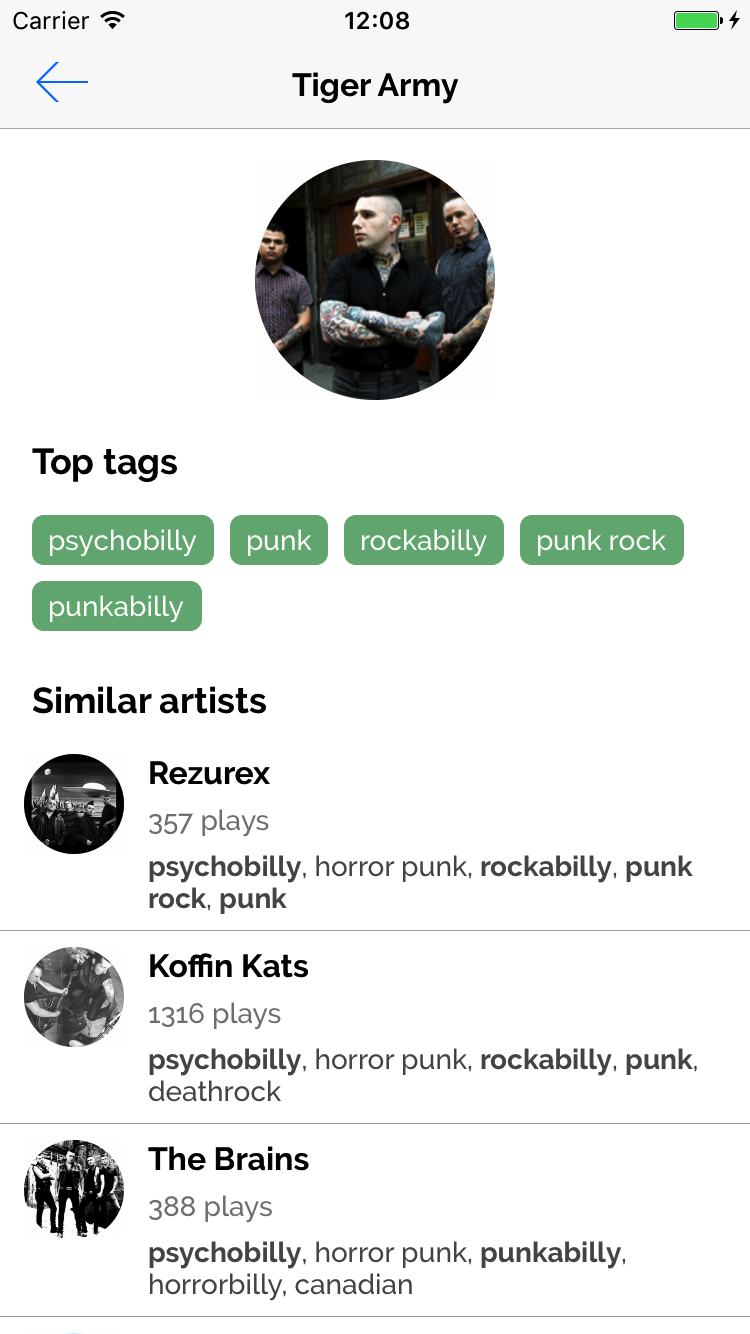 Carrier 12:08
Tiger Army
Top tags
psychobilly punk rockabilly punk rock
punkabilly
Similar artists
Rezurex
357 plays
psychobilly, horror punk, rockabilly, punk
rock, punk
Koffin Kats
1316 plays
psychobilly, horror punk, rockabilly, punk,
deathrock
The Brains
388 plays
psychobilly, horror punk, punkabilly,
horrorbilly, canadian